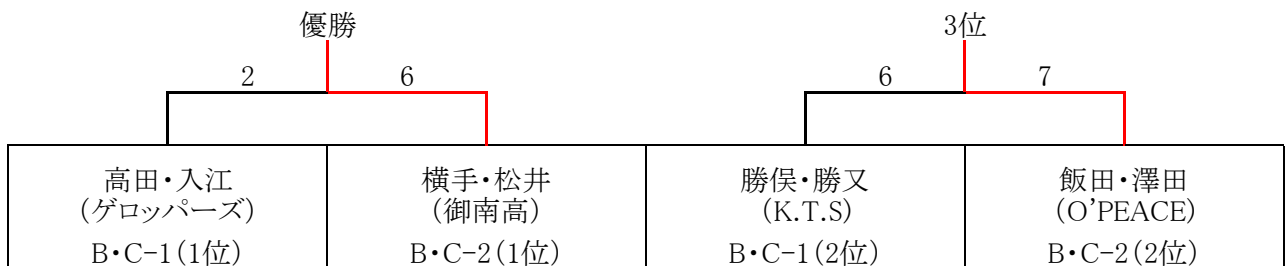 優勝
3位
2 6
6 7
高田・入江
(ゲロッパーズ)
B・C-1(1位)
横手・松井
(御南高)
B・C-2(1位)
勝俣・勝又
(K.T.S)
B・C-1(2位)
飯田・澤田
(O'PEACE)
B・C-2(2位)